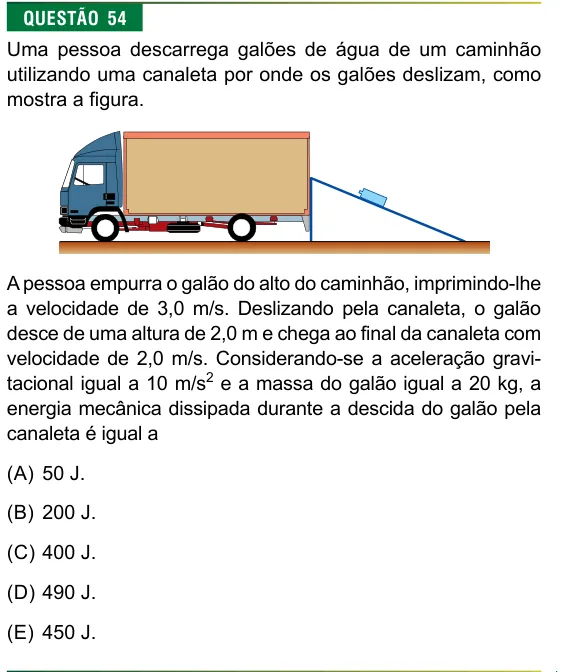 QUESTÃO 54
Uma pessoa descarrega galões de água de um caminhão
utilizando uma canaleta por onde os galões deslizam, como
mostra a figura.
A pessoa empurra o galão do alto do caminhão, imprimindo-lhe
a velocidade de 3,0 m/s. Deslizando pela canaleta, o galão
desce de uma altura de 2,0 m e chega ao final da canaleta com
velocidade de 2,0 m/s. Considerando-se a aceleração gravi-
tacional igual a 10 m/s² e a massa do galão igual a 20 kg, a
energia mecânica dissipada durante a descida do galão pela
canaleta é igual a
(A) 50 J.
(B) 200 J.
(C) 400 J.
(D) 490 J.
(E) 450 J.